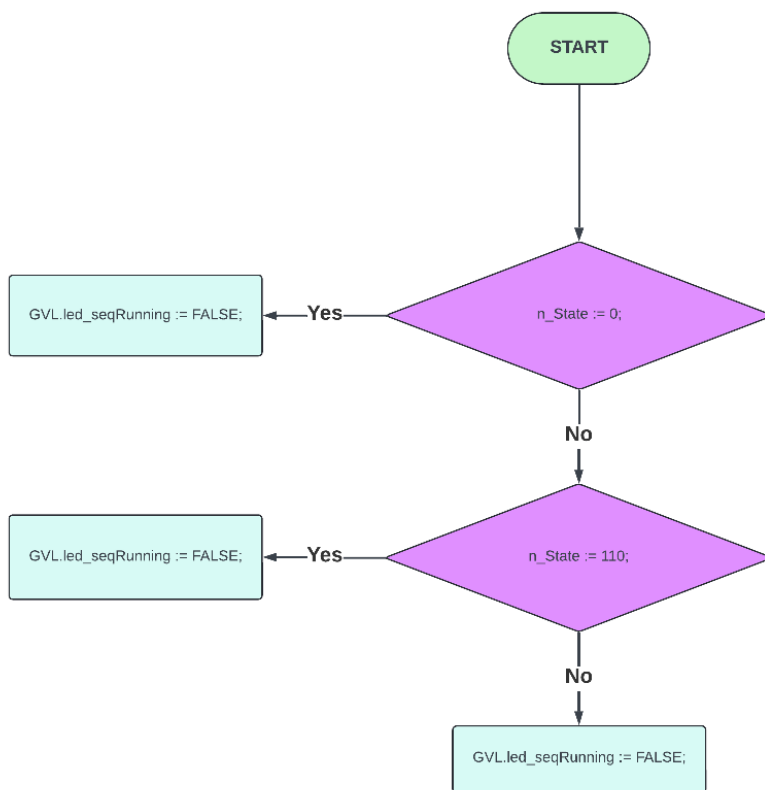 START
n_State := 0;
Yes
GVL.led_seqRunning := FALSE;
No
n_State := 110;
Yes
GVL.led_seqRunning := FALSE;
No
GVL.led_seqRunning := FALSE;